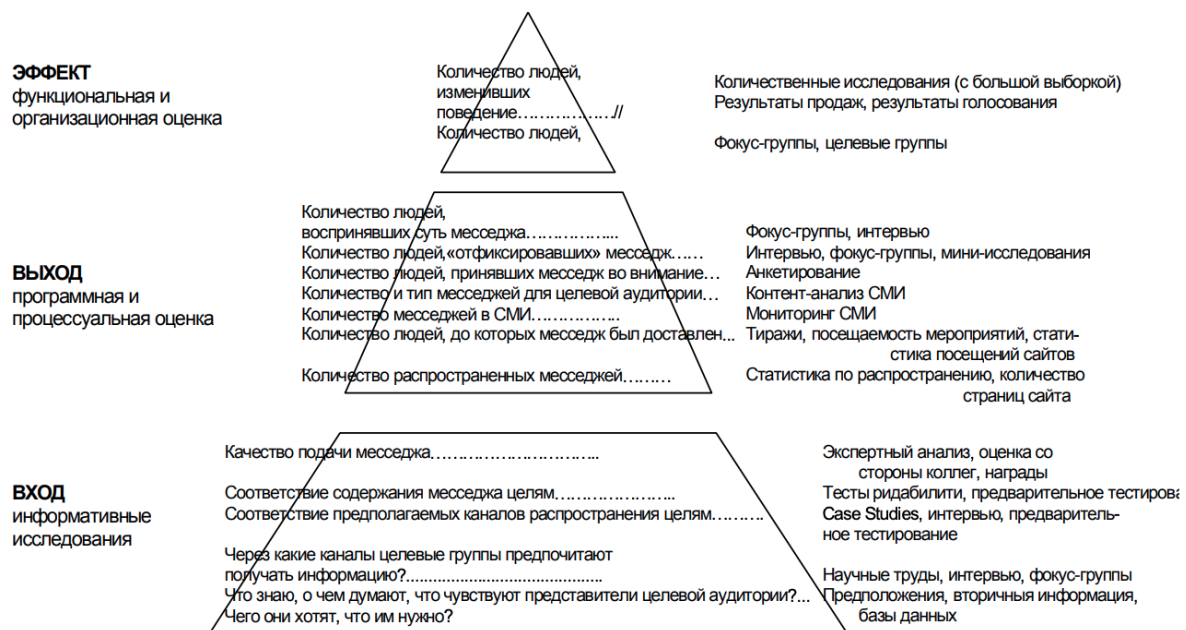 ЭФФЕКТ
функциональная и
организационная оценка
Количество людей,
изменивших
поведение………………//
Количество людей,
Количественные исследования (с большой выборкой)
Результаты продаж, результаты голосования
Фокус-группы, целевые группы
ВЫХОД
программная и
процессуальная оценка
Количество людей,
воспринявших суть месседжа……………..
Фокус-группы, интервью
Количество людей,«отфиксировавших» месседж……
Интервью, фокус-группы, мини-исследования
Количество людей, принявших месседж во внимание…
Анкетирование
Количество и тип месседжей для целевой аудитории…
Контент-анализ СМИ
Количество месседжей в СМИ……………..
Мониторинг СМИ
Количество людей, до которых месседж был доставлен...
Тиражи, посещаемость мероприятий, стати-
стика посещений сайтов
Количество распространенных месседжей………
Статистика по распространению, количество
страниц сайта
ВХОД
информативные
исследования
Качество подачи месседжа…………………………..
Экспертный анализ, оценка со
стороны коллег, награды
Соответствие содержания месседжа целям…………………..
Тесты ридабилити, предварительное тестирова
Соответствие предполагаемых каналов распространения целям……….
Case Studies, интервью, предваритель-
ное тестирование
Через какие каналы целевые группы предпочитают
получать информацию?............................................
Научные труды, интервью, фокус-группы
Что знаю, о чем думают, что чувствуют представители целевой аудитории?...
Предположения, вторичныя информация,
Чего они хотят, что им нужно?
базы данных